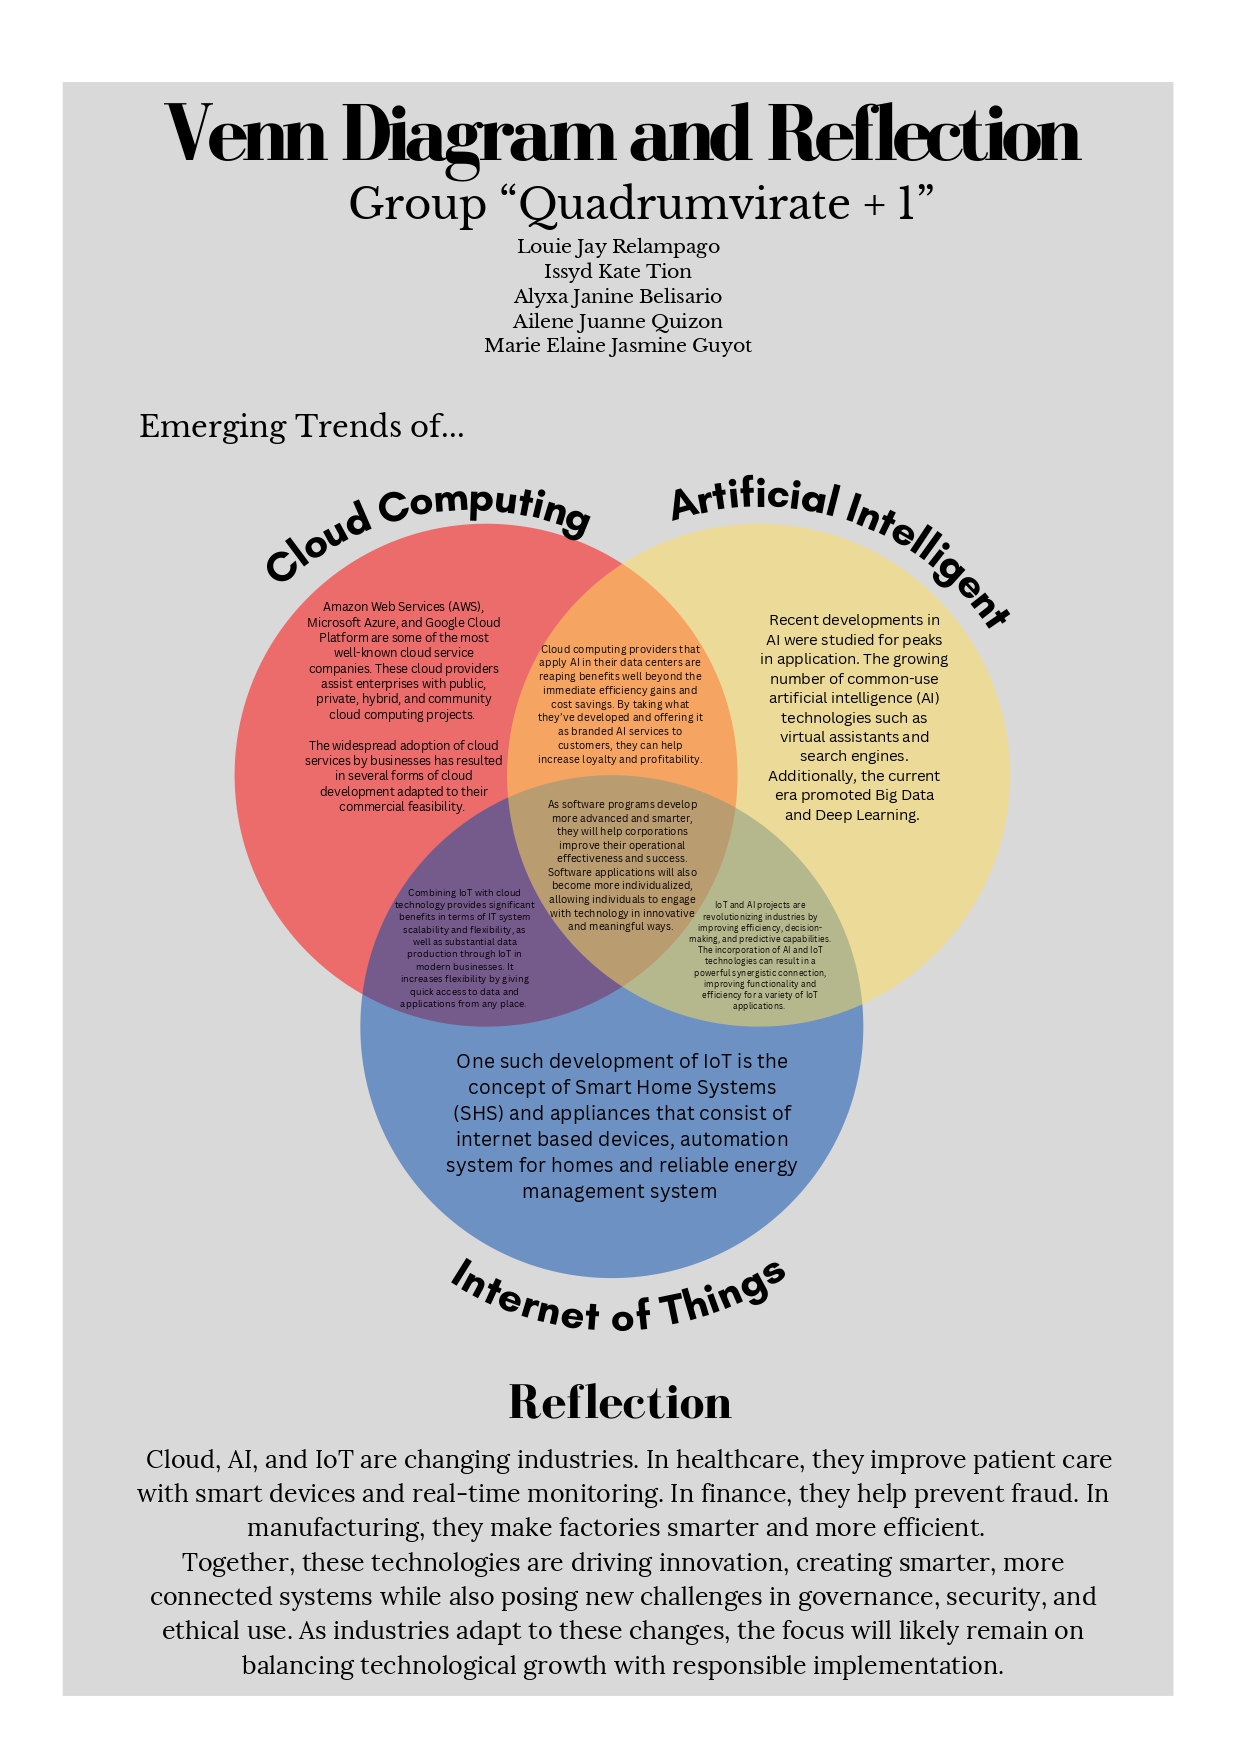 Venn Diagram and Reflection
Group “Quadrumvirate + 1”
Louie Jay Relampago
Issyd Kate Tion
Alyxa Janine Belisario
Ailene Juanne Quizon
Marie Elaine Jasmine Guyot
Emerging Trends of...
Cloud Computing
Artificial Intelligent
Amazon Web Services (AWS),
Microsoft Azure, and Google Cloud
Platform are some of the most
well-known cloud service
companies. These cloud providers
assist enterprises with public,
private, hybrid, and community
cloud computing projects.
The widespread adoption of cloud
services by businesses has resulted
in several forms of cloud
development adapted to their
commercial feasibility.
Cloud computing providers that
apply AI in their data centers are
reaping benefits well beyond the
immediate efficiency gains and
cost savings. By taking what
they’ve developed and offering it
as branded AI services to
customers, they can help
increase loyalty and profitability.
Recent developments in
AI were studied for peaks
in application. The growing
number of common-use
artificial intelligence (AI)
technologies such as
virtual assistants and
search engines.
Additionally, the current
era promoted Big Data
and Deep Learning.
As software programs develop
more advanced and smarter,
they will help corporations
improve their operational
effectiveness and success.
Software applications will also
become more individualized,
allowing individuals to engage
with technology in innovative
and meaningful ways.
Combining IoT with cloud
technology provides significant
benefits in terms of IT system
scalability and flexibility, as
well as substantial data
production through IoT in
modern businesses. It
increases flexibility by giving
quick access to data and
applications from any place.
IoT and AI projects are
revolutionizing industries by
improving efficiency, decision-
making, and predictive capabilities.
The incorporation of AI and IoT
technologies can result in a
powerful synergistic connection,
improving functionality and
efficiency for a variety of IoT
applications.
One such development of IoT is the
concept of Smart Home Systems
(SHS) and appliances that consist of
internet based devices, automation
system for homes and reliable energy
management system
Internet of Things
Reflection
Cloud, AI, and IoT are changing industries. In healthcare, they improve patient care
with smart devices and real-time monitoring. In finance, they help prevent fraud. In
manufacturing, they make factories smarter and more efficient.
Together, these technologies are driving innovation, creating smarter, more
connected systems while also posing new challenges in governance, security, and
ethical use. As industries adapt to these changes, the focus will likely remain on
balancing technological growth with responsible implementation.